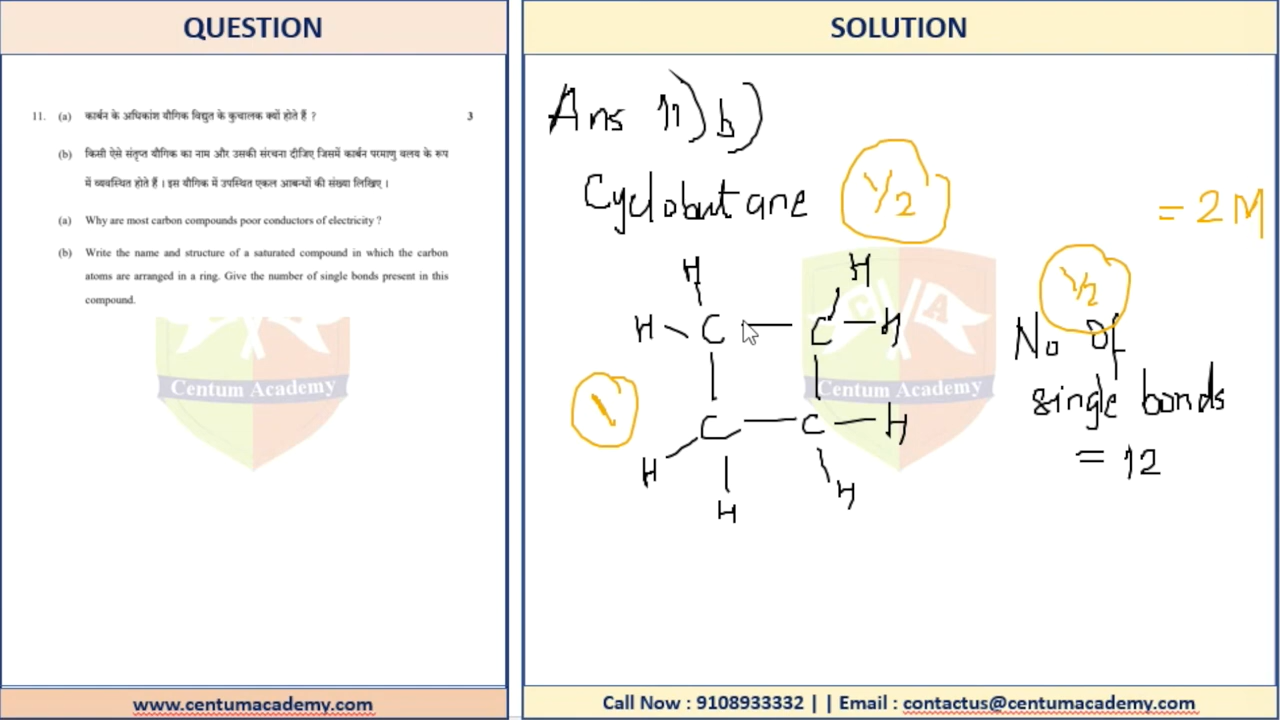 QUESTION
11. (a) कार्बन के अधिकांश यौगिक विद्युत के कुचालक क्यों होते हैं ? 3
(b) किसी ऐसे संतृप्त यौगिक का नाम और उसकी संरचना दीजिए जिसमें कार्बन परमाणु वलय के रूप
में व्यवस्थित होते हैं । इस यौगिक में उपस्थित एकल आबन्धों की संख्या लिखिए ।
(a) Why are most carbon compounds poor conductors of electricity ?
(b) Write the name and structure of a saturated compound in which the carbon
atoms are arranged in a ring. Give the number of single bonds present in this
compound.
Centum Academy
www.centumacademy.com
SOLUTION
Ans 11) b)
Cyclobutane 1/2
= 2 M
H H
H C C H
1
C C H
H H H
1/2
No Of
single bonds
= 12
C A
Centum Academy
Call Now : 9108933332 | | Email : contactus@centumacademy.com